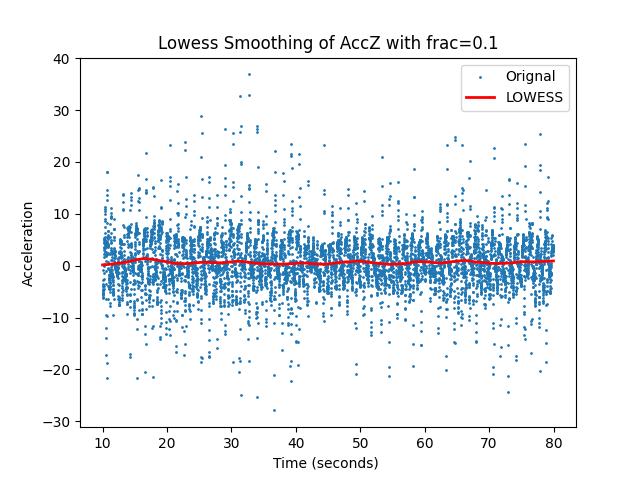 Lowess Smoothing of AccZ with frac=0.1
Orignal
LOWESS
40
30
20
10
0
−10
−20
−30
Acceleration
10 20 30 40 50 60 70 80
Time (seconds)